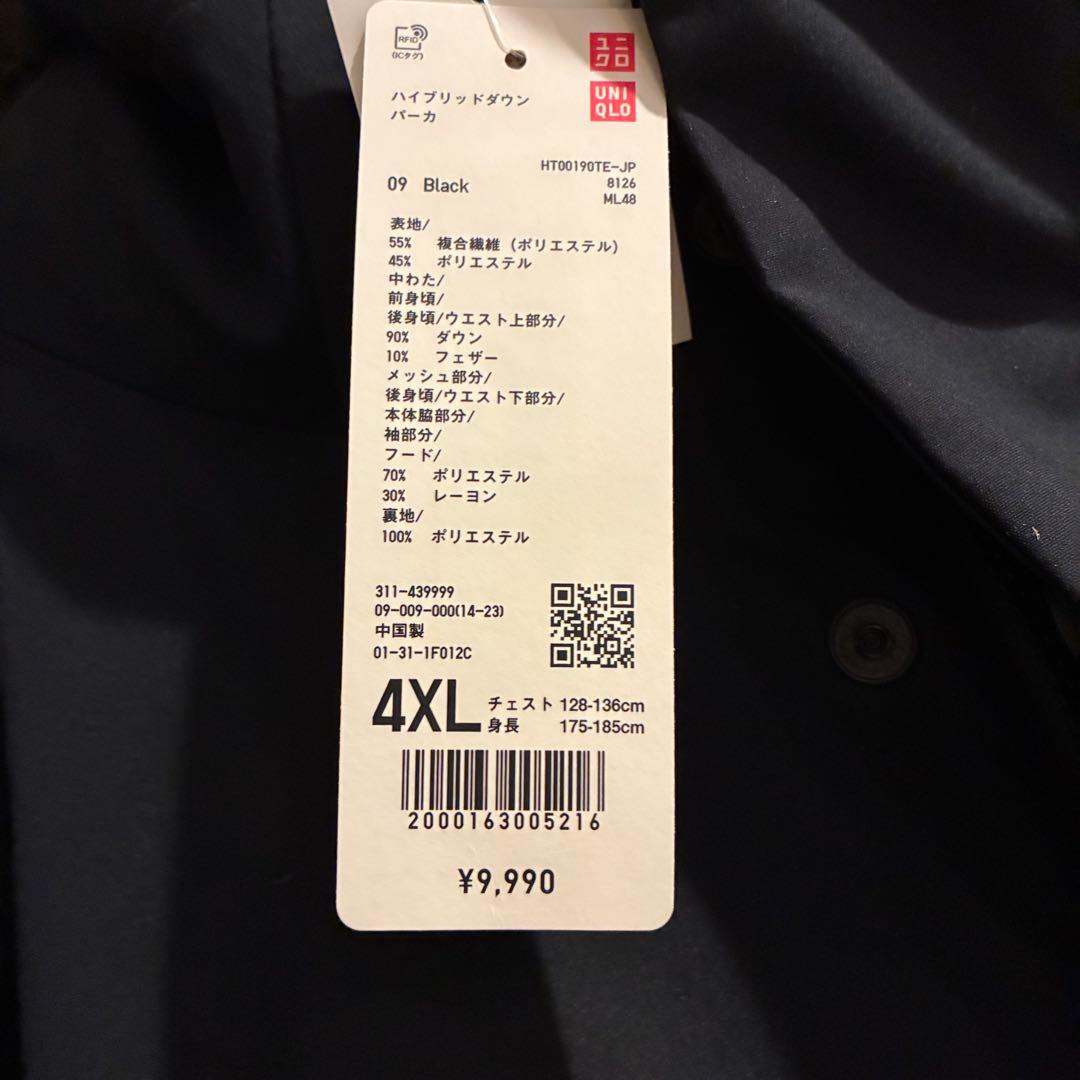 RFID
(ICタグ)
ユニ
クロ
UNI
QLO
ハイブリッドダウン
パーカ
HT00190TE-JP
09 Black
8126
ML48
表地/
55% 複合繊維（ポリエステル）
45% ポリエステル
中わた/
前身頃/
後身頃/ウエスト上部分/
90% ダウン
10% フェザー
メッシュ部分/
後身頃/ウエスト下部分/
本体脇部分/
袖部分/
フード/
70% ポリエステル
30% レーヨン
裏地/
100% ポリエステル
311-439999
09-009-000(14-23)
中国製
01-31-1F012C
4XL チェスト 128-136cm
身長 175-185cm
2000163005216
¥9,990